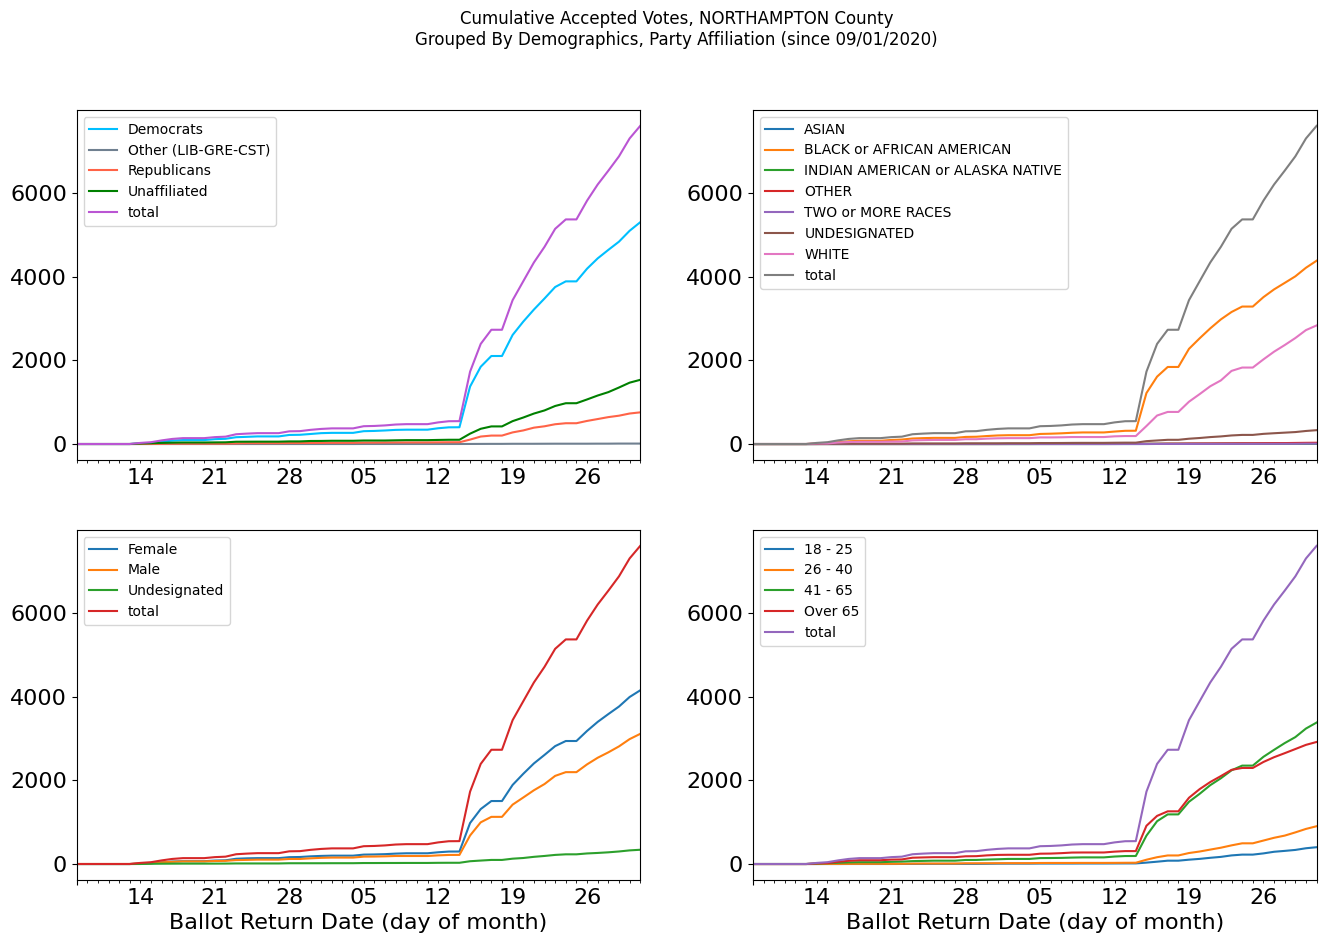 Cumulative Accepted Votes, NORTHAMPTON County
Grouped By Demographics, Party Affiliation (since 09/01/2020)
Democrats
Other (LIB-GRE-CST)
Republicans
Unaffiliated
total
6000
4000
2000
0
14 21 28 05 12 19 26
ASIAN
BLACK or AFRICAN AMERICAN
INDIAN AMERICAN or ALASKA NATIVE
OTHER
TWO or MORE RACES
UNDESIGNATED
WHITE
total
6000
4000
2000
0
14 21 28 05 12 19 26
Female
Male
Undesignated
total
6000
4000
2000
0
14 21 28 05 12 19 26
Ballot Return Date (day of month)
18 - 25
26 - 40
41 - 65
Over 65
total
6000
4000
2000
0
14 21 28 05 12 19 26
Ballot Return Date (day of month)